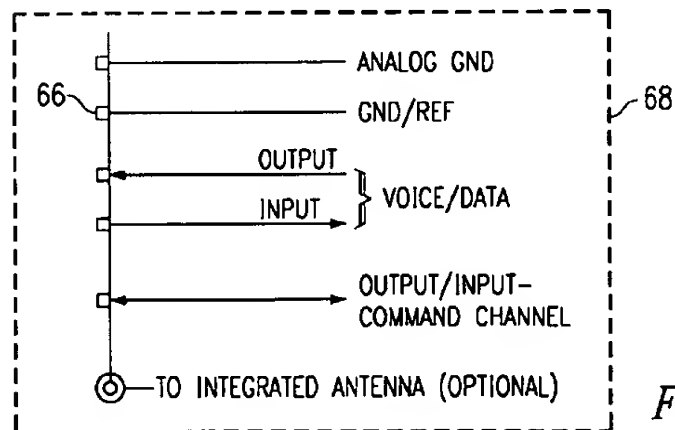 ANALOG GND
66
GND/REF
68
OUTPUT
VOICE/DATA
INPUT
OUTPUT/INPUT-
COMMAND CHANNEL
TO INTEGRATED ANTENNA (OPTIONAL)
F